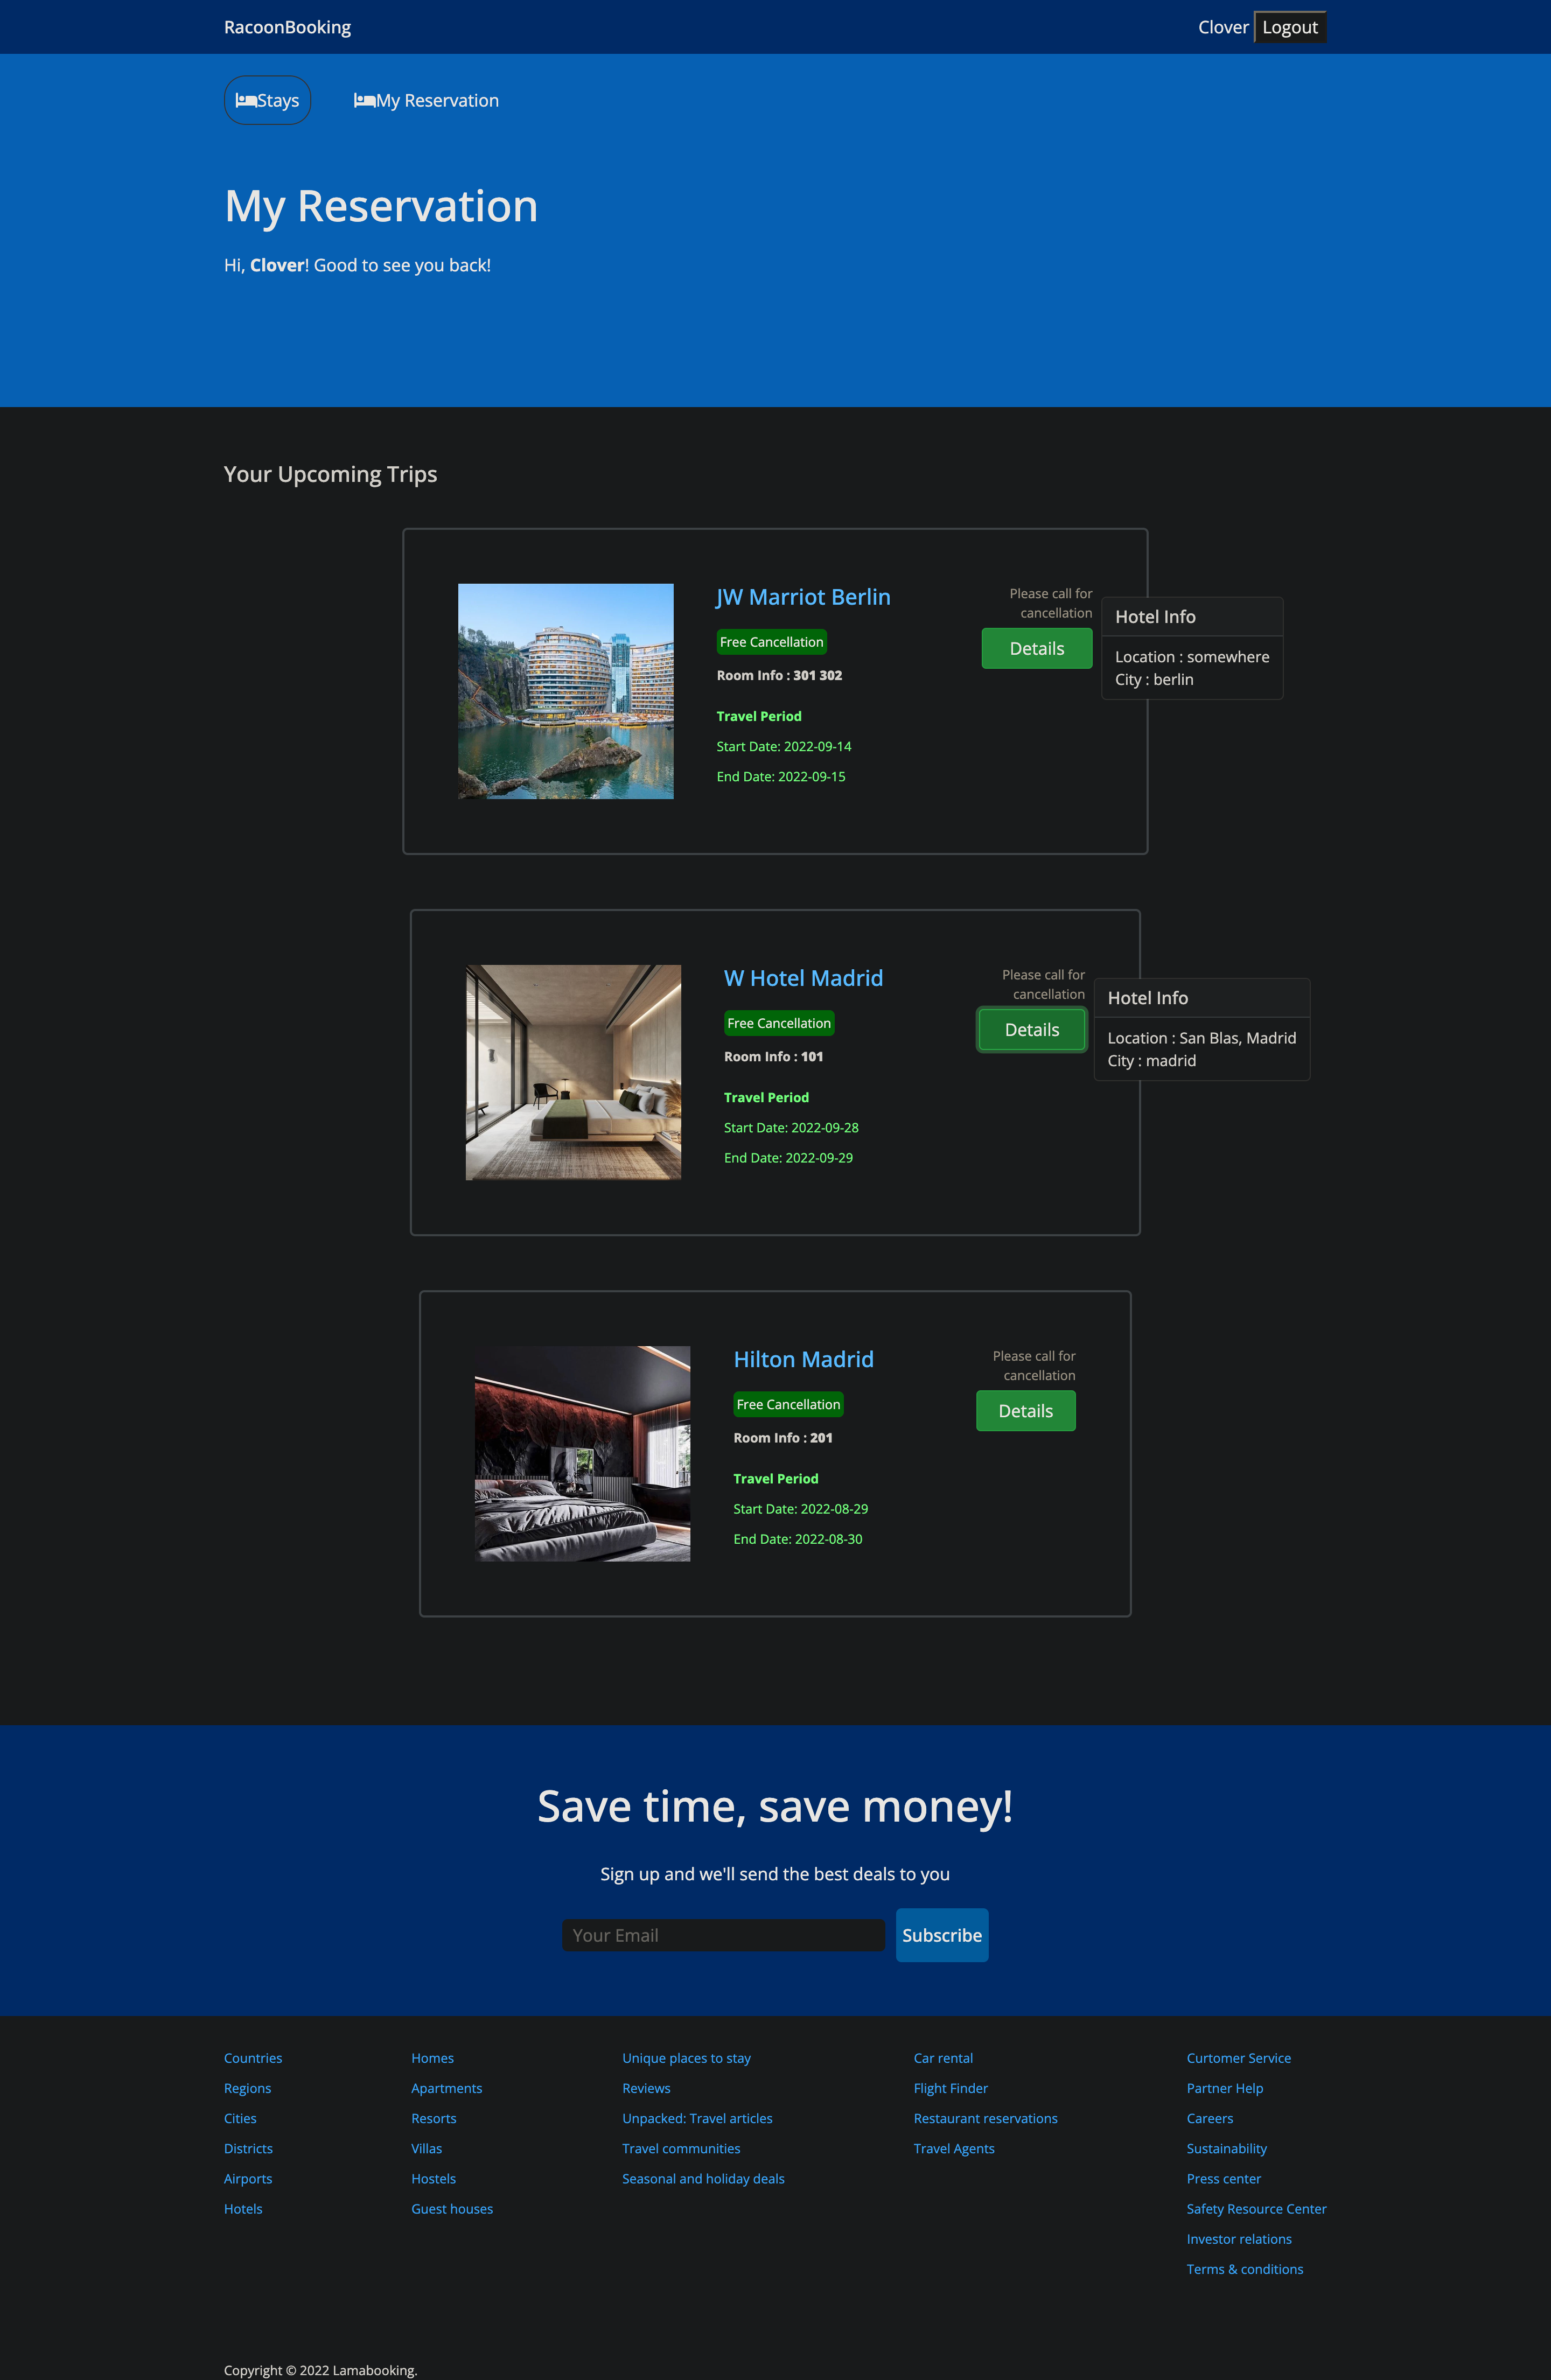 RacoonBooking
Clover Logout
Stays
My Reservation
My Reservation
Hi, Clover! Good to see you back!
Your Upcoming Trips
JW Marriot Berlin
Free Cancellation
Room Info : 301 302
Travel Period
Start Date: 2022-09-14
End Date: 2022-09-15
Please call for
cancellation
Details
Hotel Info
Location : somewhere
City : berlin
W Hotel Madrid
Free Cancellation
Room Info : 101
Travel Period
Start Date: 2022-09-28
End Date: 2022-09-29
Please call for
cancellation
Details
Hotel Info
Location : San Blas, Madrid
City : madrid
Hilton Madrid
Free Cancellation
Room Info : 201
Travel Period
Start Date: 2022-08-29
End Date: 2022-08-30
Please call for
cancellation
Details
Save time, save money!
Sign up and we'll send the best deals to you
Your Email
Subscribe
Countries
Regions
Cities
Districts
Airports
Hotels
Homes
Apartments
Resorts
Villas
Hostels
Guest houses
Unique places to stay
Reviews
Unpacked: Travel articles
Travel communities
Seasonal and holiday deals
Car rental
Flight Finder
Restaurant reservations
Travel Agents
Curtomer Service
Partner Help
Careers
Sustainability
Press center
Safety Resource Center
Investor relations
Terms & conditions
Copyright © 2022 Lamabooking.